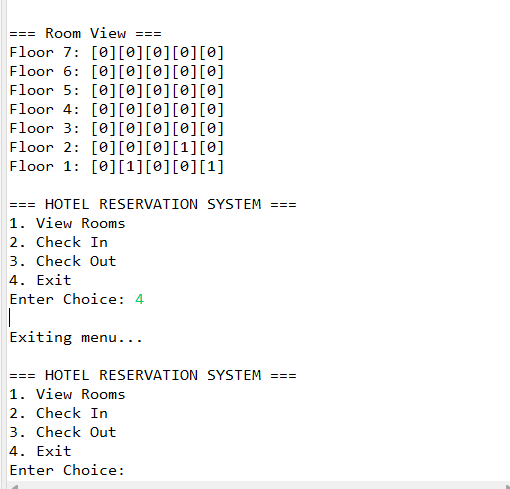 === Room View ===
Floor 7: [0][0][0][0][0]
Floor 6: [0][0][0][0][0]
Floor 5: [0][0][0][0][0]
Floor 4: [0][0][0][0][0]
Floor 3: [0][0][0][0][0]
Floor 2: [0][0][0][1][0]
Floor 1: [0][1][0][0][1]
=== HOTEL RESERVATION SYSTEM ===
1. View Rooms
2. Check In
3. Check Out
4. Exit
Enter Choice: 4
Exiting menu...
=== HOTEL RESERVATION SYSTEM ===
1. View Rooms
2. Check In
3. Check Out
4. Exit
Enter Choice: